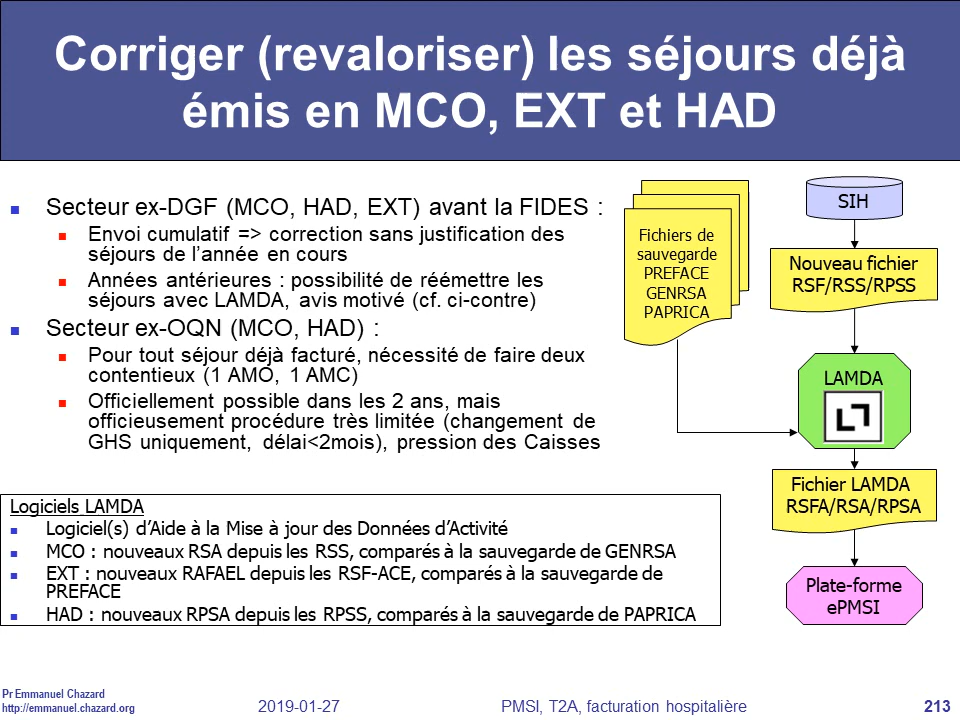 Corriger (revaloriser) les séjours déjà
émis en MCO, EXT et HAD
Secteur ex-DGF (MCO, HAD, EXT) avant la FIDES :
Envoi cumulatif => correction sans justification des
séjours de l’année en cours
Années antérieures : possibilité de réémettre les
séjours avec LAMDA, avis motivé (cf. ci-contre)
Secteur ex-OQN (MCO, HAD) :
Pour tout séjour déjà facturé, nécessité de faire deux
contentieux (1 AMO, 1 AMC)
Officiellement possible dans les 2 ans, mais
officieusement procédure très limitée (changement de
GHS uniquement, délai<2mois), pression des Caisses
Fichiers de
sauvegarde
PREFACE
GENRSA
PAPRICA
SIH
Nouveau fichier
RSF/RSS/RPSS
LAMDA
Fichier LAMDA
RSFA/RSA/RPSA
Plate-forme
ePMSI
Logiciels LAMDA
Logiciel(s) d’Aide à la Mise à jour des Données d’Activité
MCO : nouveaux RSA depuis les RSS, comparés à la sauvegarde de GENRSA
EXT : nouveaux RAFAEL depuis les RSF-ACE, comparés à la sauvegarde de
PREFACE
HAD : nouveaux RPSA depuis les RPSS, comparés à la sauvegarde de PAPRICA
Pr Emmanuel Chazard
http://emmanuel.chazard.org
2019-01-27
PMSI, T2A, facturation hospitalière
213